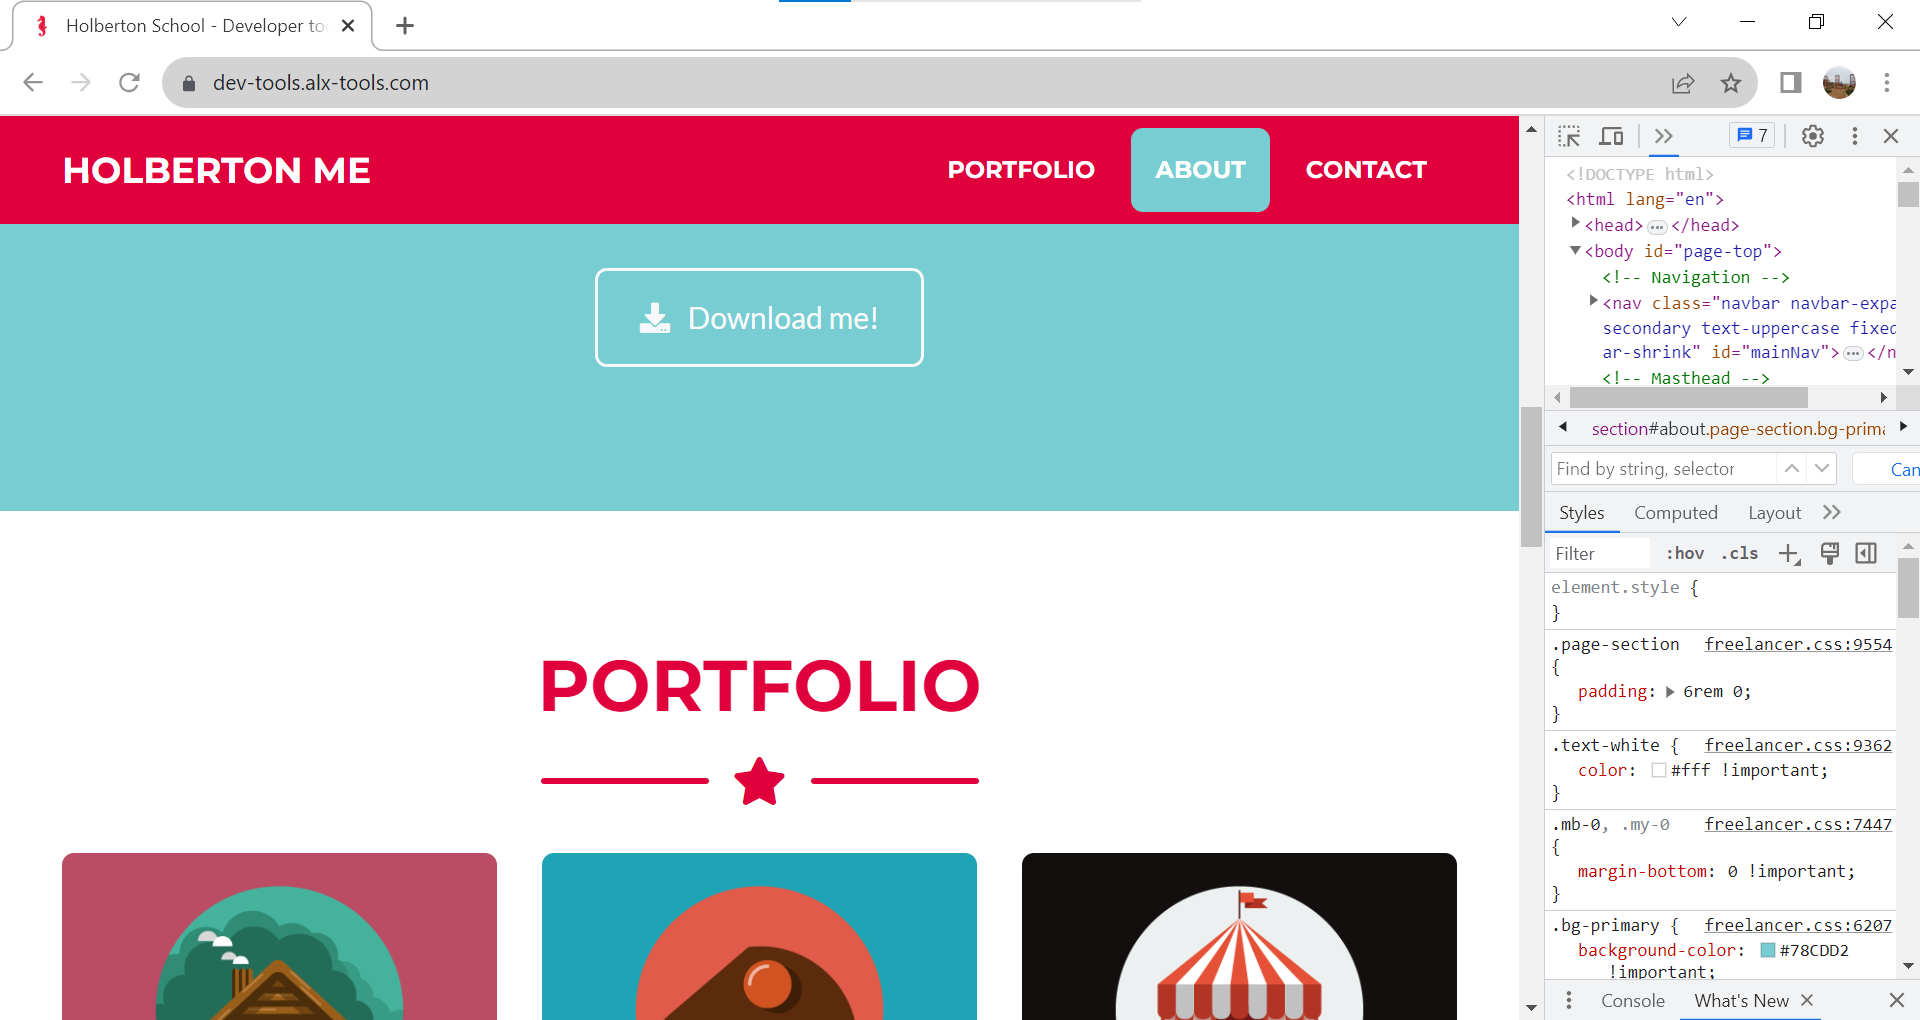 Holberton School - Developer to
dev-tools.alx-tools.com
HOLBERTON ME
PORTFOLIO
ABOUT
CONTACT
Download me!
PORTFOLIO
7
<!DOCTYPE html>
<html lang="en">
<head>…</head>
<body id="page-top">
<!-- Navigation -->
<nav class="navbar navbar-expa
secondary text-uppercase fixed
ar-shrink" id="mainNav">…</n
<!-- Masthead -->
section#about.page-section.bg-prima
Find by string, selector
Can
Styles
Computed
Layout
Filter
:hov
.cls
element.style {
}
.page-section freelancer.css:9554
{
padding: 6rem 0;
}
.text-white { freelancer.css:9362
color: #fff !important;
}
.mb-0, .my-0 freelancer.css:7447
{
margin-bottom: 0 !important;
}
.bg-primary { freelancer.css:6207
background-color: #78CDD2
!important;
Console
What's New